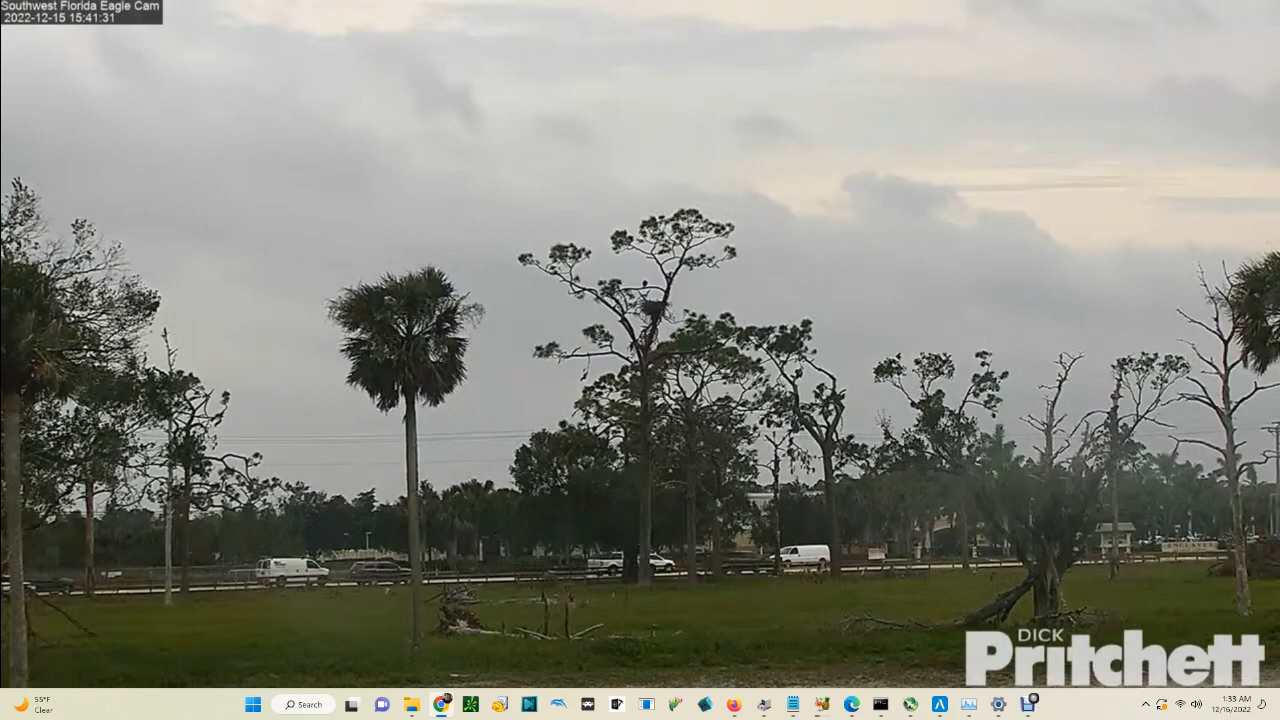 Southwest Florida Eagle Cam
2022-12-15 15:41:31
DICK
Pritchett
55°F
Clear
Search
1:33 AM
12/16/2022